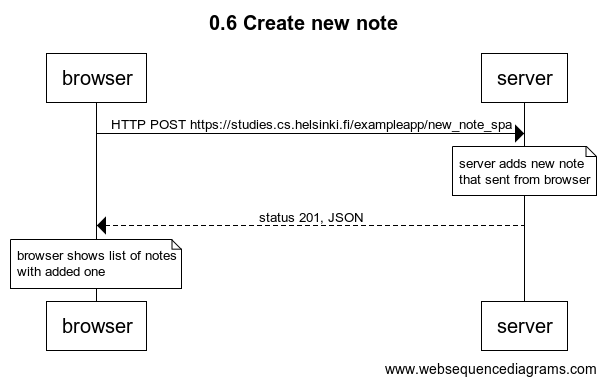 0.6 Create new note
browser
server
HTTP POST https://studies.cs.helsinki.fi/exampleapp/new_note_spa
server adds new note
that sent from browser
status 201, JSON
browser shows list of notes
with added one
browser
server
www.websequencediagrams.com